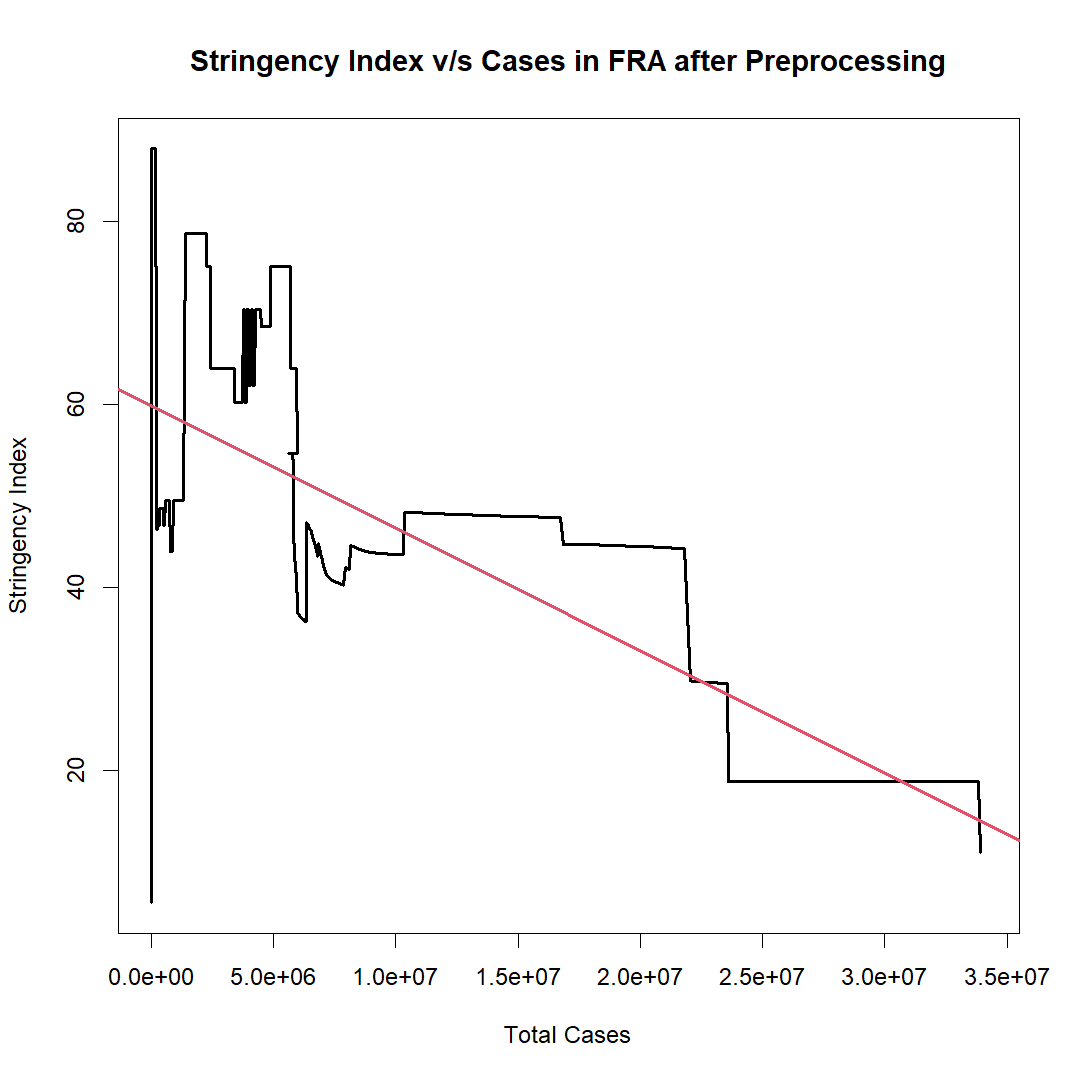 Stringency Index v/s Cases in FRA after Preprocessing
Stringency Index
80
60
40
20
0.0e+00 5.0e+06 1.0e+07 1.5e+07 2.0e+07 2.5e+07 3.0e+07 3.5e+07
Total Cases